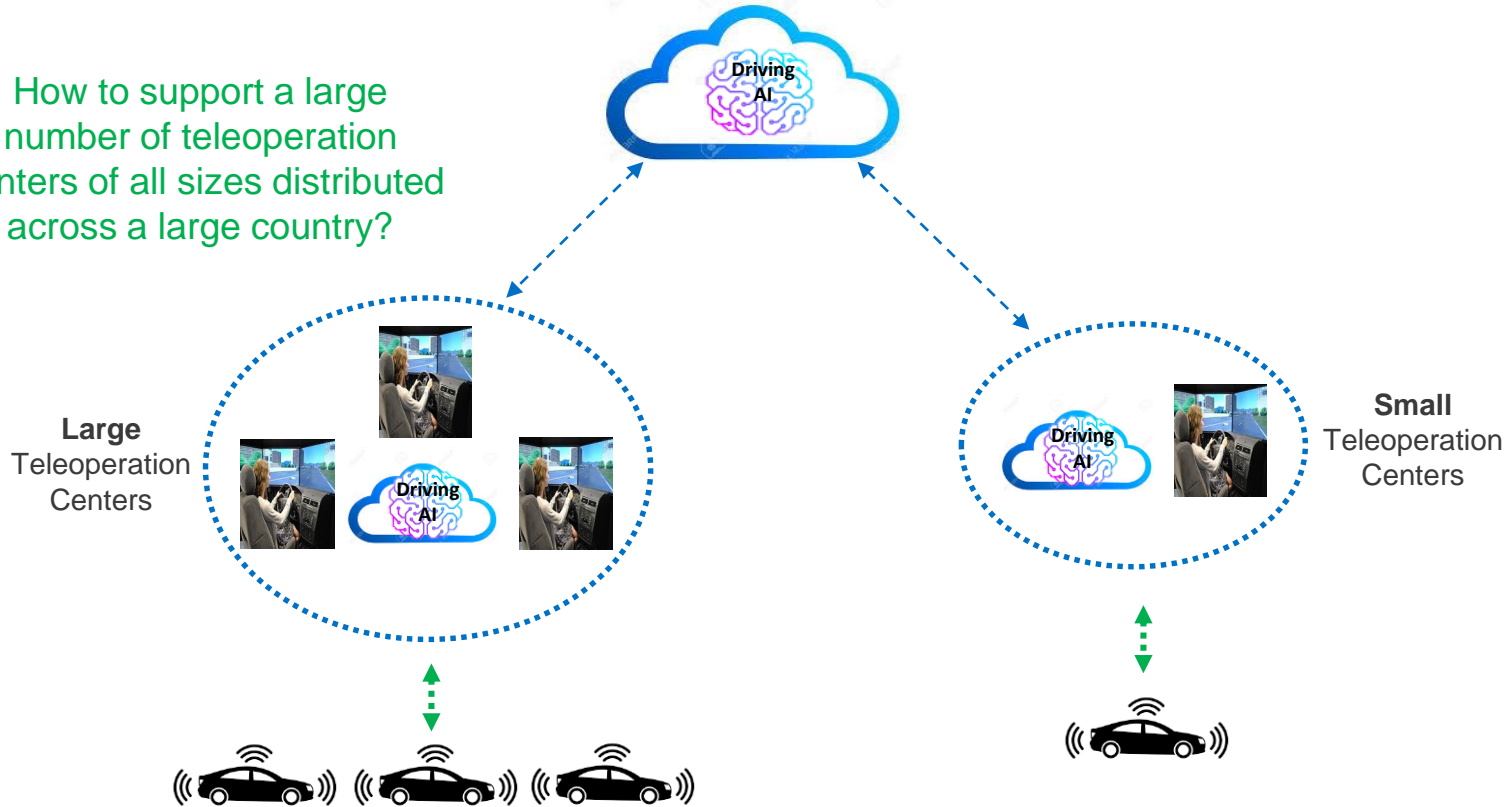 Driving
AI
How to support a large
number of teleoperation
nters of all sizes distributed
across a large country?
Large
Teleoperation
Centers
Driving
AI
Driving
AI
Small
Teleoperation
Centers